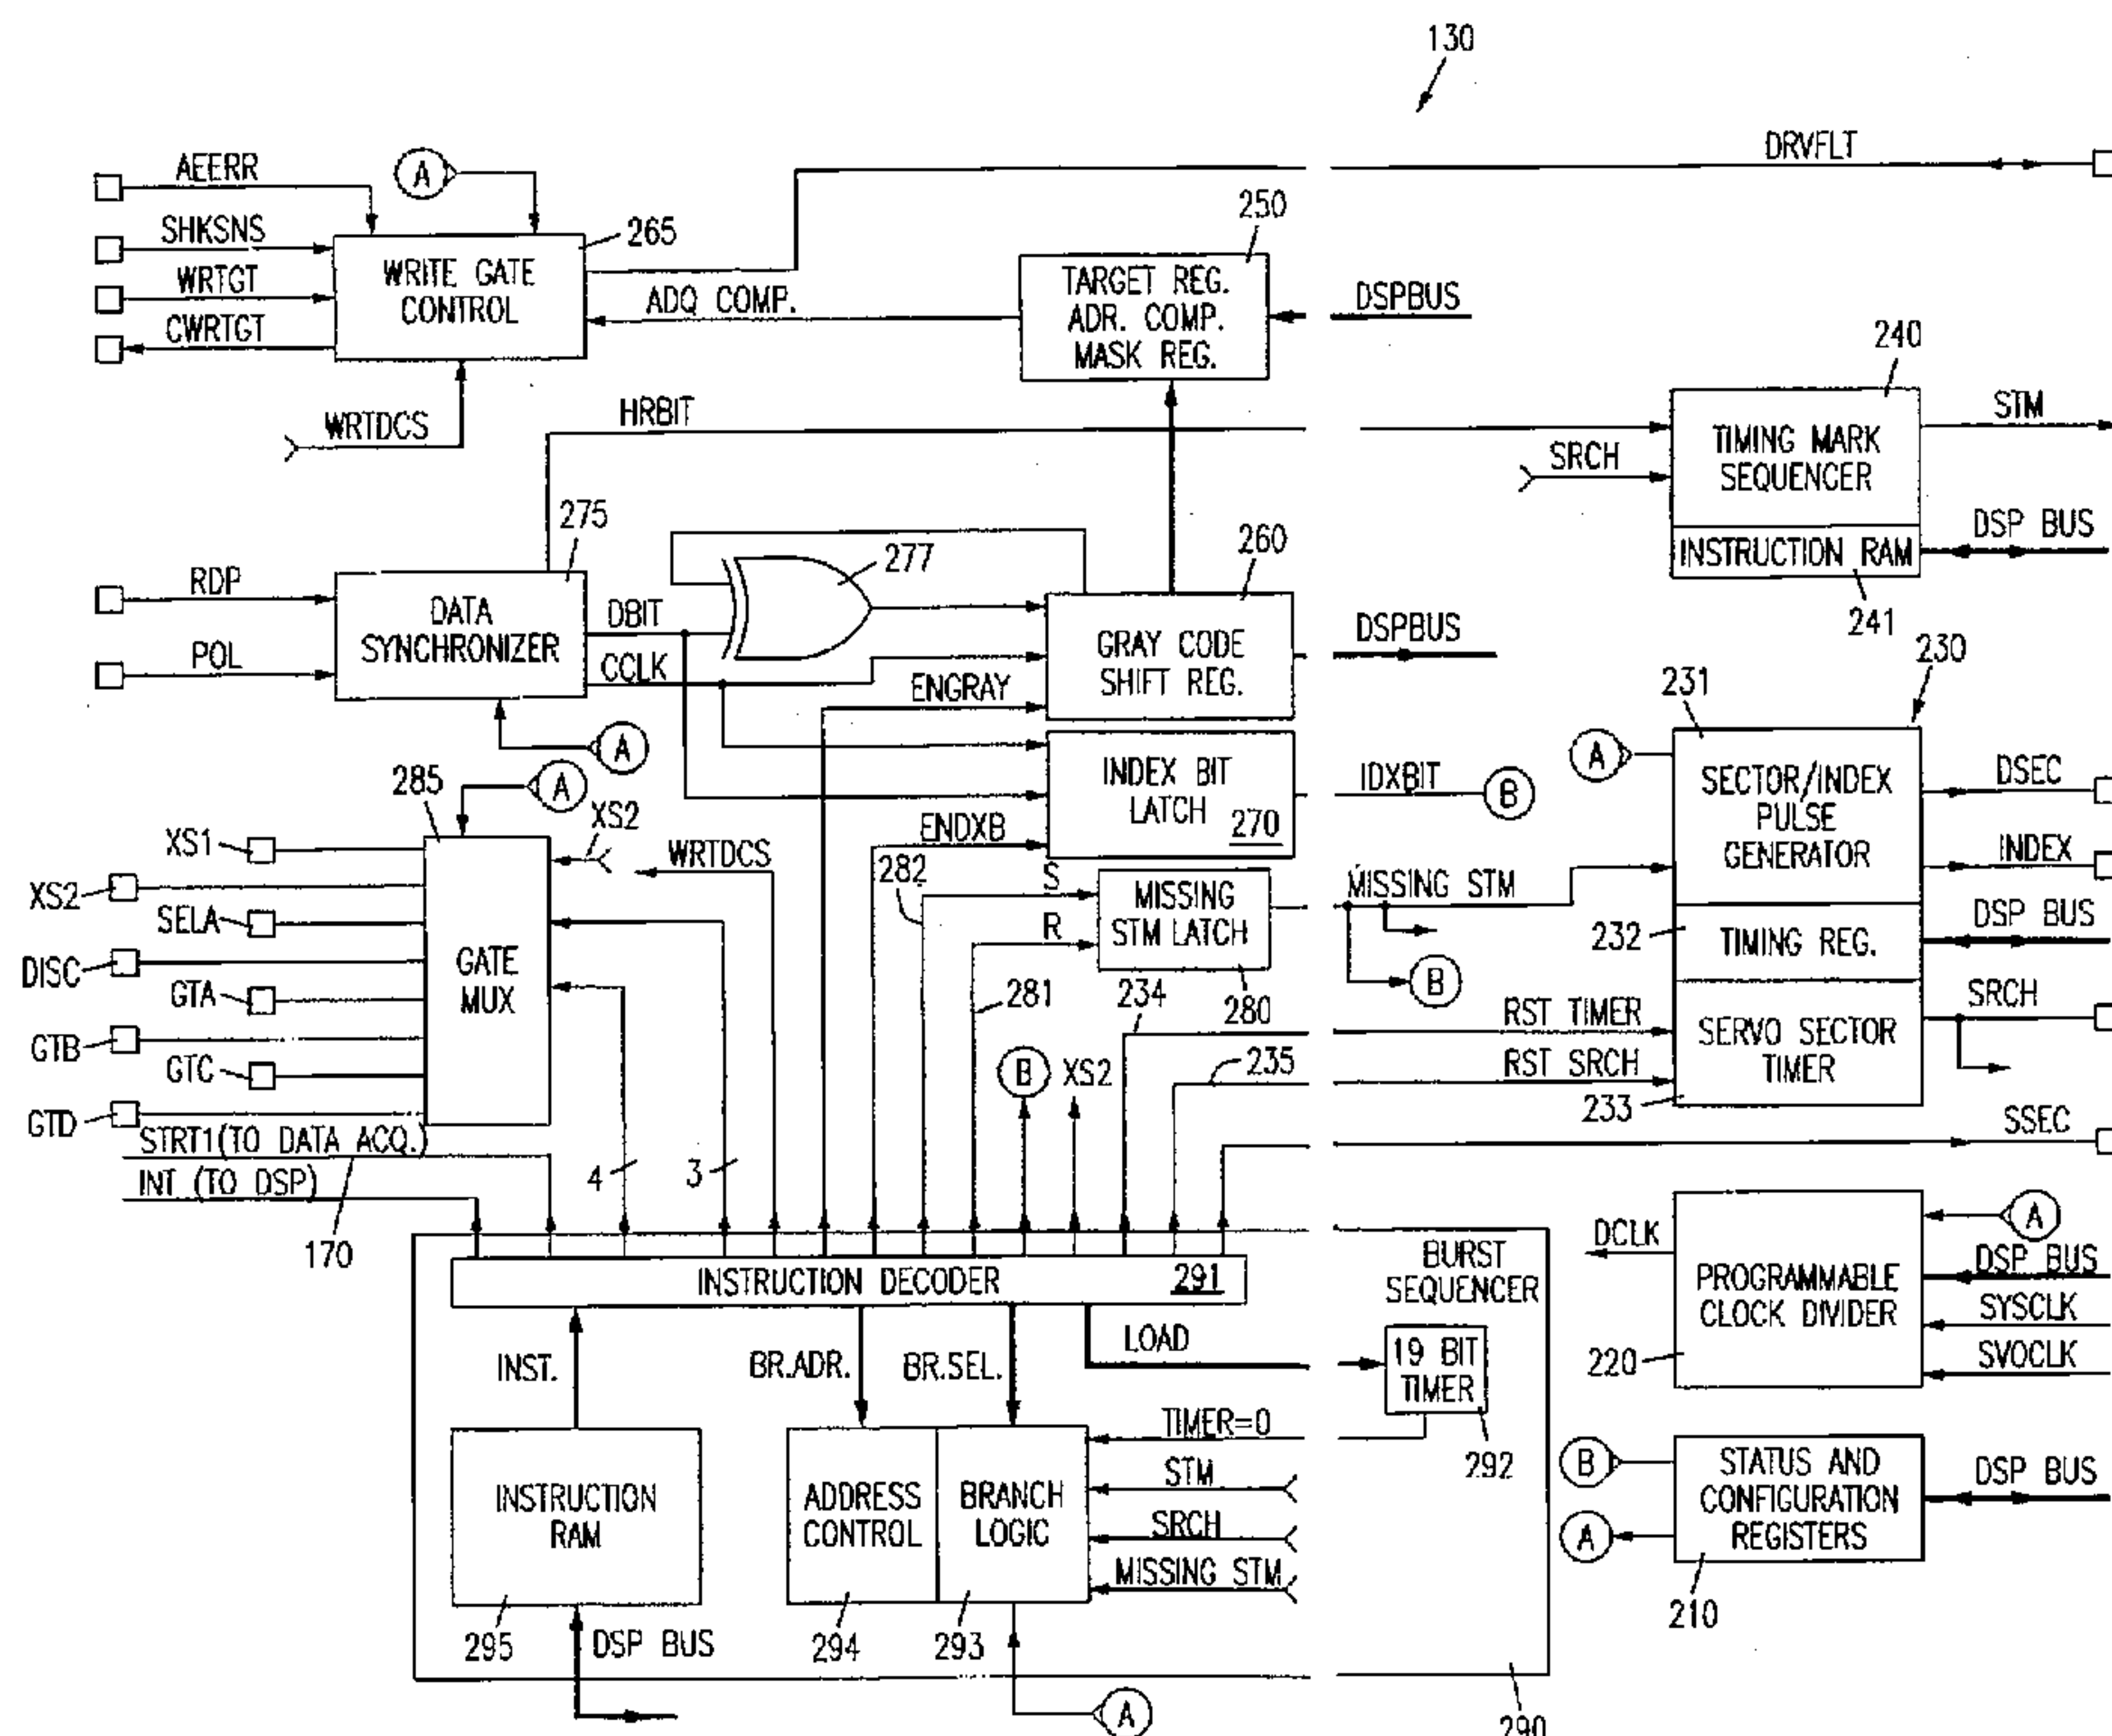 130
AEERR
A
DRVFLT
SHKSNS
265
WRITE GATE
CONTROL
WRTGT
CWRTGT
ADQ COMP.
250
TARGET REG.
ADR. COMP.
MASK REG.
DSPBUS
WRTDCS
HRBIT
240
STM
SRCH
TIMING MARK
SEQUENCER
DSP BUS
INSTRUCTION RAM
241
275
277
260
RDP
POL
DATA
SYNCHRONIZER
DBIT
CCLK
GRAY CODE
SHIFT REG.
DSPBUS
ENGRAY
A
230
231
A
SECTOR/INDEX
PULSE
GENERATOR
DSEC
INDEX
INDEX BIT
LATCH
270
IDXBIT
B
285
A
XS2
WRTDCS
ENDXB
282
S
R
MISSING
STM LATCH
MISSING STM
B
232
TIMING REG.
DSP BUS
XS1
XS2
SELA
DISC
GTA
GTB
GTC
GTD
GATE
MUX
281
234
280
RST TIMER
SERVO SECTOR
TIMER
SRCH
B
XS2
235
RST SRCH
233
SSEC
STRT1(TO DATA ACQ.)
INT (TO DSP)
170
4
3
INSTRUCTION DECODER
291
BURST
SEQUENCER
DCLK
PROGRAMMABLE
CLOCK DIVIDER
A
DSP BUS
SYSCLK
SVOCLK
220
INST.
BR.ADR.
BR.SEL.
LOAD
19 BIT
TIMER
292
TIMER=0
STM
SRCH
MISSING STM
INSTRUCTION
RAM
ADDRESS
CONTROL
BRANCH
LOGIC
B
A
STATUS AND
CONFIGURATION
REGISTERS
DSP BUS
210
295
DSP BUS
294
293
A
290